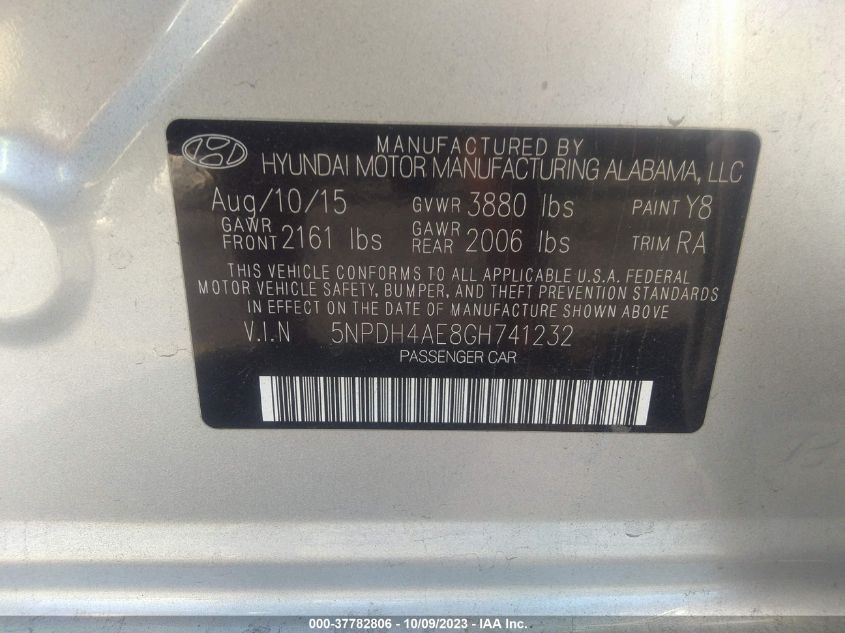 MANUFACTURED BY
HYUNDAI MOTOR MANUFACTURING ALABAMA, LLC
Aug/10/15 GVWR 3880 lbs PAINT Y8
GAWR FRONT 2161 lbs GAWR REAR 2006 lbs TRIM RA
THIS VEHICLE CONFORMS TO ALL APPLICABLE U.S.A. FEDERAL
MOTOR VEHICLE SAFETY, BUMPER, AND THEFT PREVENTION STANDARDS
IN EFFECT ON THE DATE OF MANUFACTURE SHOWN ABOVE
V.I.N 5NPDH4AE8GH741232
PASSENGER CAR
000-37782806 - 10/09/2023 - IAA Inc.